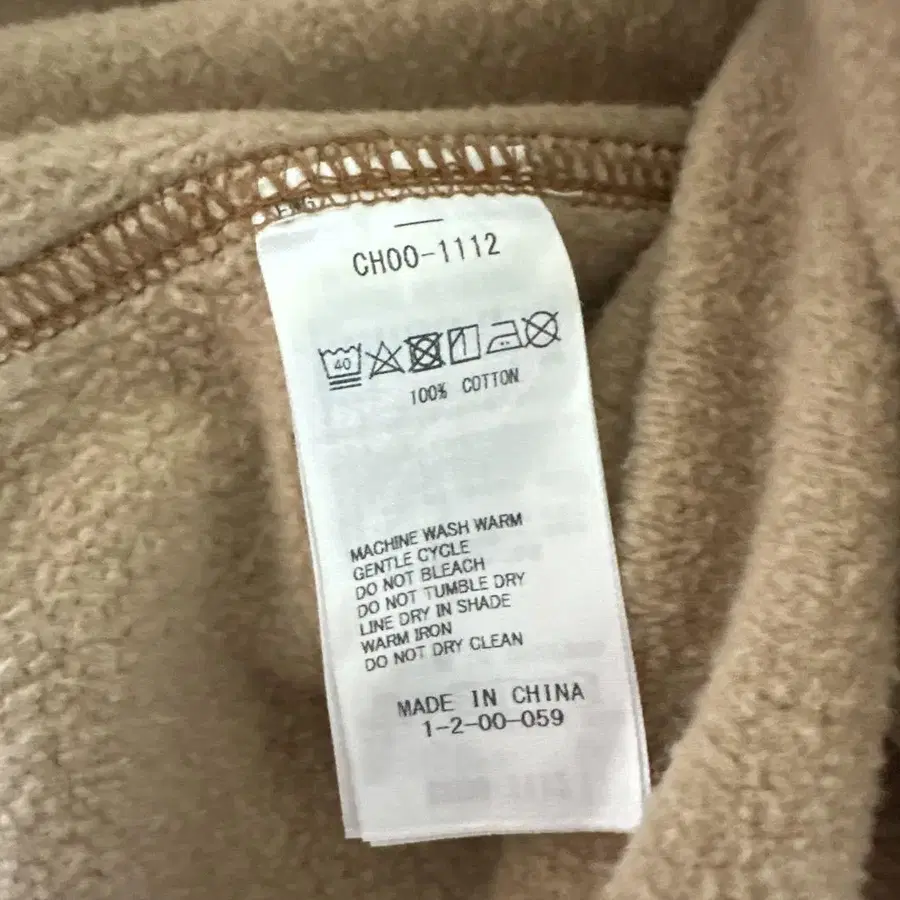 CHOO-1112
40
100% COTTON
MACHINE WASH WARM
GENTLE CYCLE
DO NOT BLEACH
DO NOT TUMBLE DRY
LINE DRY IN SHADE
WARM IRON
DO NOT DRY CLEAN
MADE IN CHINA
1-2-00-059